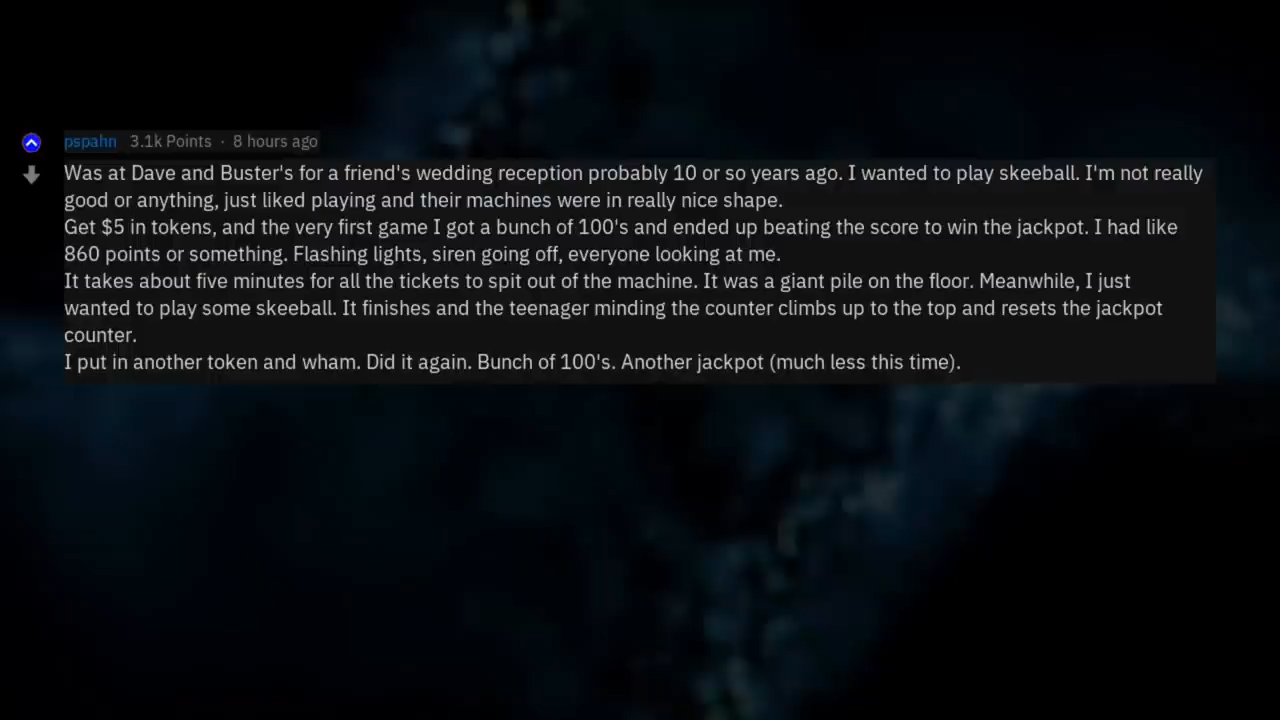 pspahn 3.1k Points · 8 hours ago
Was at Dave and Buster's for a friend's wedding reception probably 10 or so years ago. I wanted to play skeeball. I'm not really
good or anything, just liked playing and their machines were in really nice shape.
Get $5 in tokens, and the very first game I got a bunch of 100's and ended up beating the score to win the jackpot. I had like
860 points or something. Flashing lights, siren going off, everyone looking at me.
It takes about five minutes for all the tickets to spit out of the machine. It was a giant pile on the floor. Meanwhile, I just
wanted to play some skeeball. It finishes and the teenager minding the counter climbs up to the top and resets the jackpot
counter.
I put in another token and wham. Did it again. Bunch of 100's. Another jackpot (much less this time).